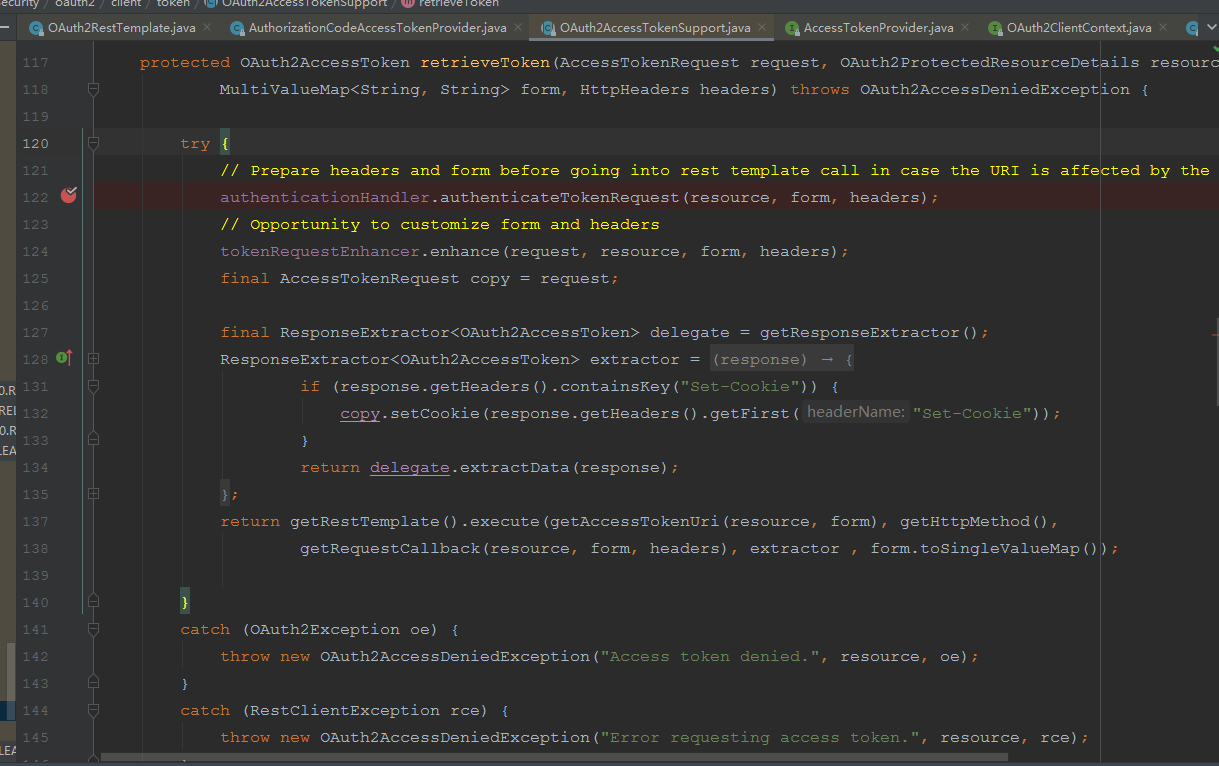 security / oauth2 / client / token / OAuth2AccessTokenSupport / retrieveToken
OAuth2RestTemplate.java × AuthorizationCodeAccessTokenProvider.java × OAuth2AccessTokenSupport.java × AccessTokenProvider.java × OAuth2ClientContext.java ×
117 protected OAuth2AccessToken retrieveToken(AccessTokenRequest request, OAuth2ProtectedResourceDetails resourc
118 MultiValueMap<String, String> form, HttpHeaders headers) throws OAuth2AccessDeniedException {
119
120 try {
121 // Prepare headers and form before going into rest template call in case the URI is affected by the
122 authenticationHandler.authenticateTokenRequest(resource, form, headers);
123 // Opportunity to customize form and headers
124 tokenRequestEnhancer.enhance(request, resource, form, headers);
125 final AccessTokenRequest copy = request;
126
127 final ResponseExtractor<OAuth2AccessToken> delegate = getResponseExtractor();
128 ResponseExtractor<OAuth2AccessToken> extractor = (response) → {
131 if (response.getHeaders().containsKey("Set-Cookie")) {
132 copy.setCookie(response.getHeaders().getFirst( headerName: "Set-Cookie"));
133 }
134 return delegate.extractData(response);
135 };
137 return getRestTemplate().execute(getAccessTokenUri(resource, form), getHttpMethod(),
138 getRequestCallback(resource, form, headers), extractor , form.toSingleValueMap());
139
140 }
141 catch (OAuth2Exception oe) {
142 throw new OAuth2AccessDeniedException("Access token denied.", resource, oe);
143 }
144 catch (RestClientException rce) {
145 throw new OAuth2AccessDeniedException("Error requesting access token.", resource, rce);